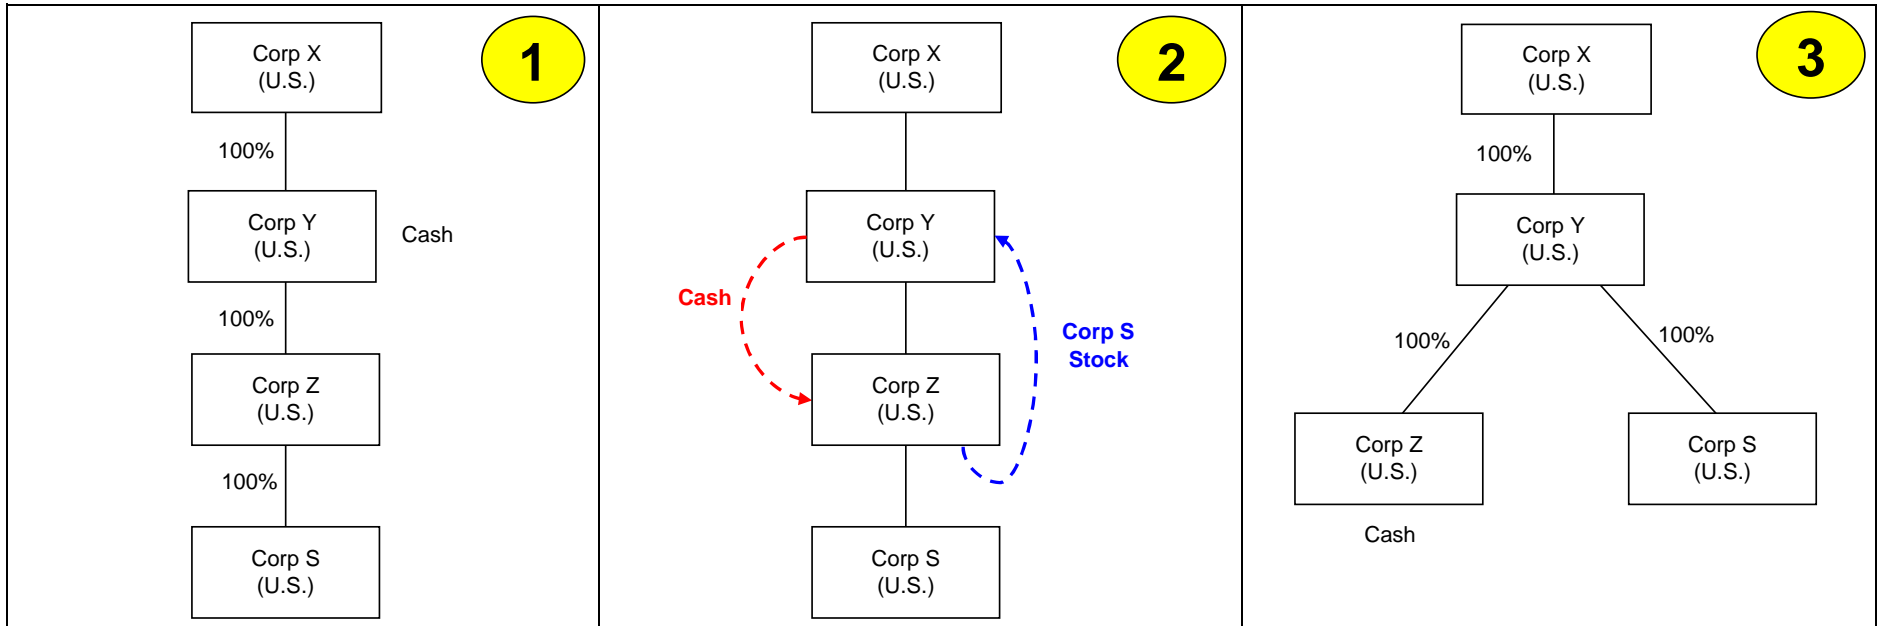 1
Corp X
(U.S.)
100%
Corp Y
(U.S.)
Cash
100%
Corp Z
(U.S.)
100%
Corp S
(U.S.)
2
Corp X
(U.S.)
Corp Y
(U.S.)
Cash
Corp S
Stock
Corp Z
(U.S.)
Corp S
(U.S.)
3
Corp X
(U.S.)
100%
Corp Y
(U.S.)
100%
100%
Corp Z
(U.S.)
Corp S
(U.S.)
Cash